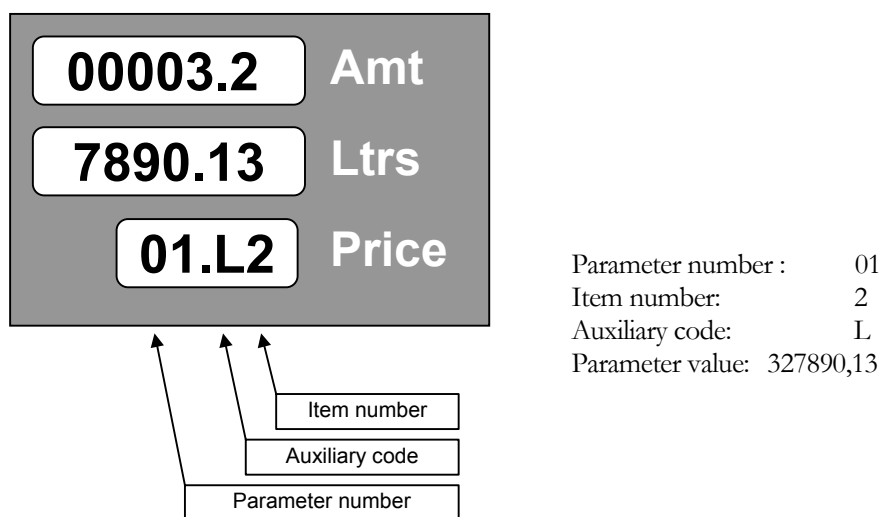 00003.2 Amt
7890.13 Ltrs
01.L2 Price
Parameter number : 01
Item number: 2
Auxiliary code: L
Parameter value: 327890,13
Item number
Auxiliary code
Parameter number